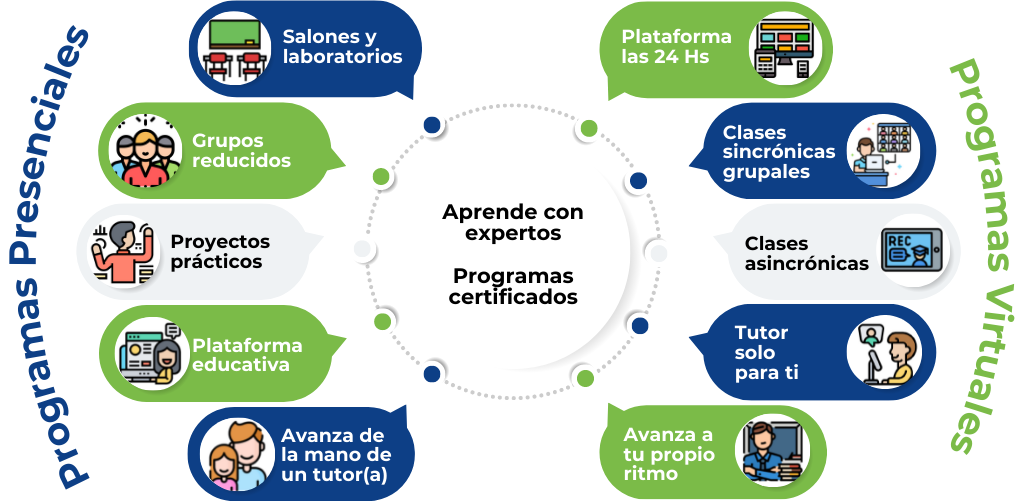 Programas Presenciales
Salones y
laboratorios
Grupos
reducidos
Proyectos
prácticos
Plataforma
educativa
Avanza de
la mano de
un tutor(a)
Aprende con
expertos
Programas
certificados
Plataforma
las 24 Hs
Clases
sincrónicas
grupales
Clases
asincrónicas
REC
Tutor
solo
para ti
Avanza a
tu propio
ritmo
Programas Virtuales